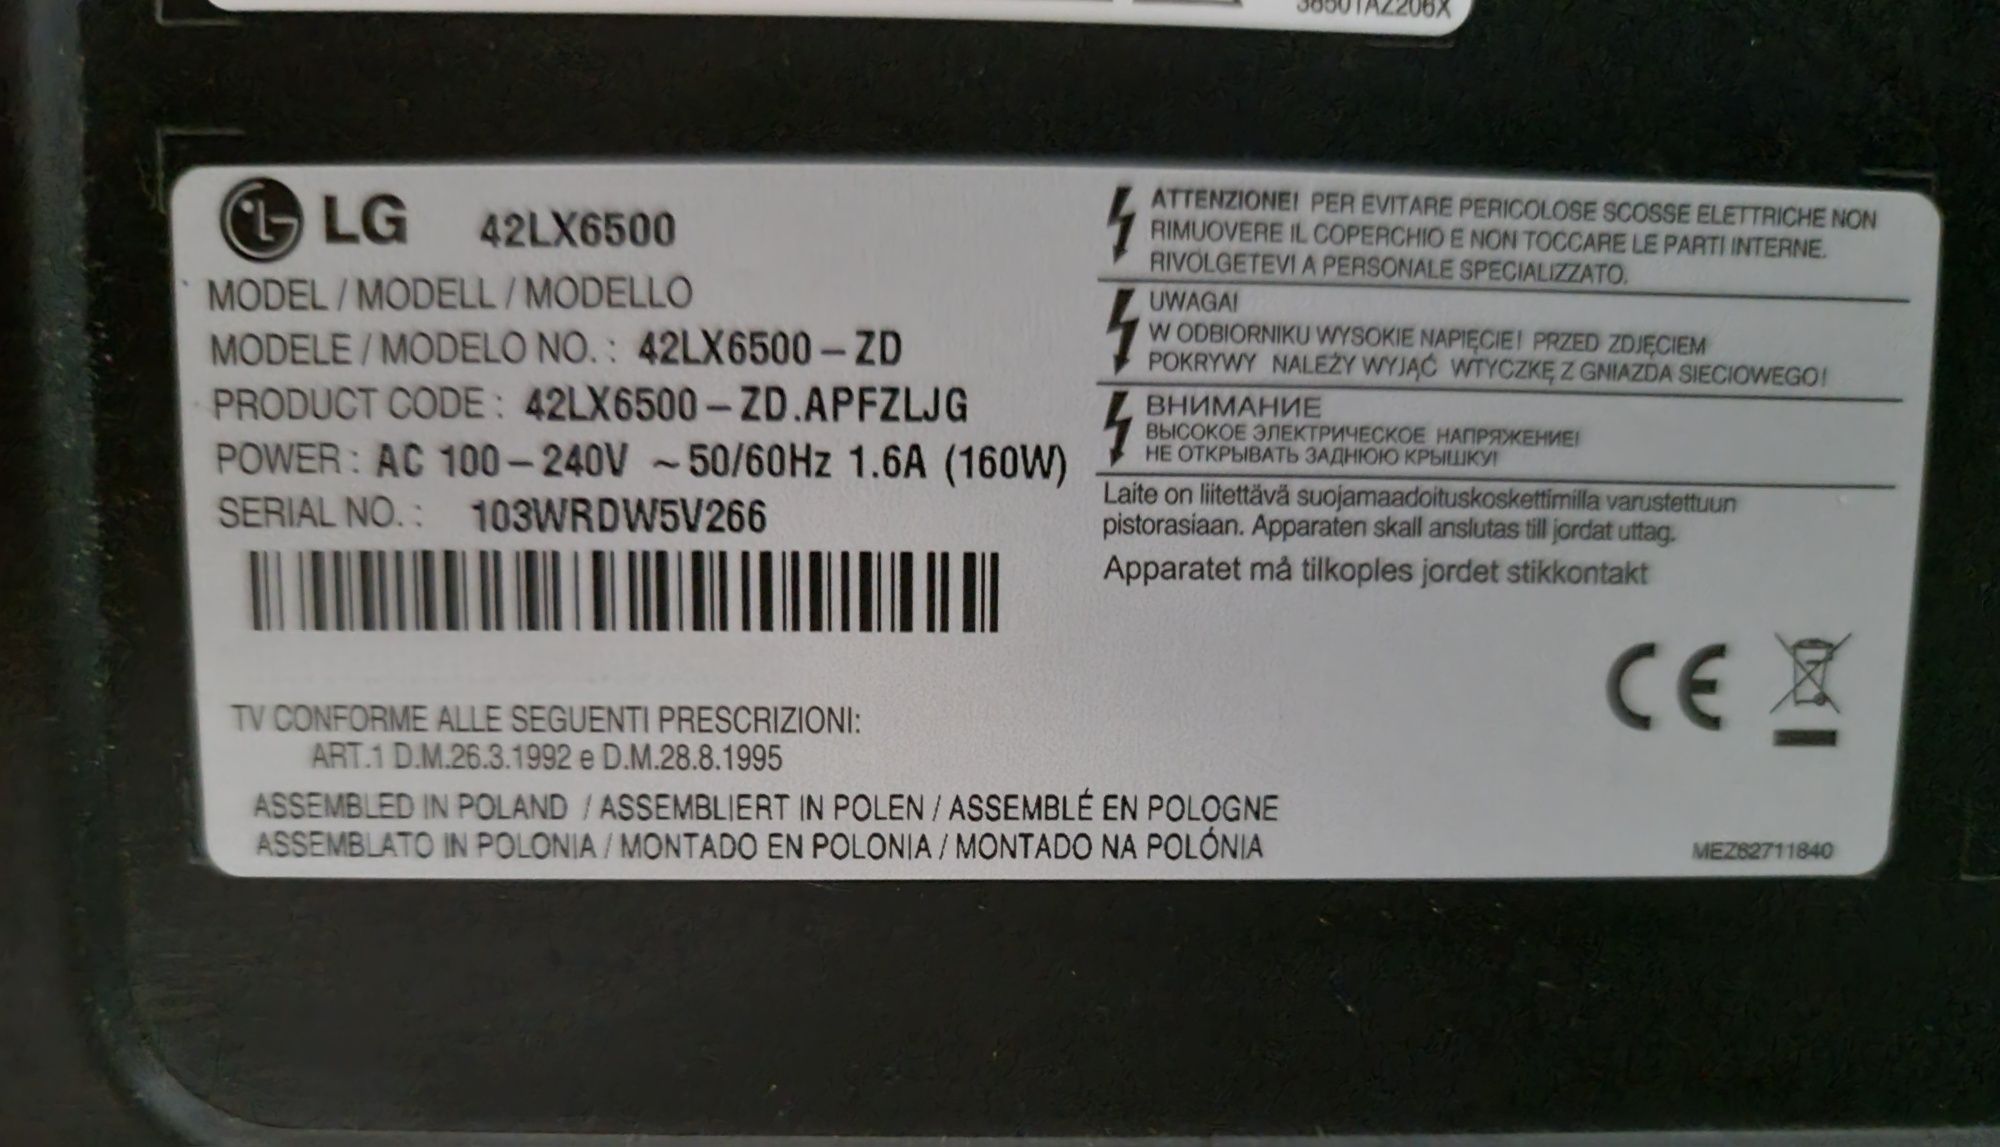 38501AZ206X
LG 42LX6500
MODEL / MODELL / MODELLO
MODELE / MODELO NO. : 42LX6500-ZD
PRODUCT CODE : 42LX6500-ZD.APFZLJG
POWER : AC 100-240V ~50/60Hz 1.6A (160W)
SERIAL NO. : 103WRDW5V266
TV CONFORME ALLE SEGUENTI PRESCRIZIONI:
ART.1 D.M.26.3.1992 e D.M.28.8.1995
ASSEMBLED IN POLAND / ASSEMBLIERT IN POLEN / ASSEMBLÉ EN POLOGNE
ASSEMBLATO IN POLONIA / MONTADO EN POLONIA / MONTADO NA POLÓNIA
ATTENZIONE! PER EVITARE PERICOLOSE SCOSSE ELETTRICHE NON
RIMUOVERE IL COPERCHIO E NON TOCCARE LE PARTI INTERNE.
RIVOLGETEVI A PERSONALE SPECIALIZZATO.
UWAGA!
W ODBIORNIKU WYSOKIE NAPIĘCIE! PRZED ZDJĘCIEM
POKRYWY NALEŻY WYJĄĆ WTYCZKĘ Z GNIAZDA SIECIOWEGO!
ВНИМАНИЕ
ВЫСОКОЕ ЭЛЕКТРИЧЕСКОЕ НАПРЯЖЕНИЕ!
НЕ ОТКРЫВАТЬ ЗАДНЮЮ КРЫШКУ!
Laite on liitettävä suojamaadoituskoskettimilla varustettuun
pistorasiaan. Apparaten skall anslutas till jordat uttag.
Apparatet må tilkoples jordet stikkontakt
CE
MEZ62711840